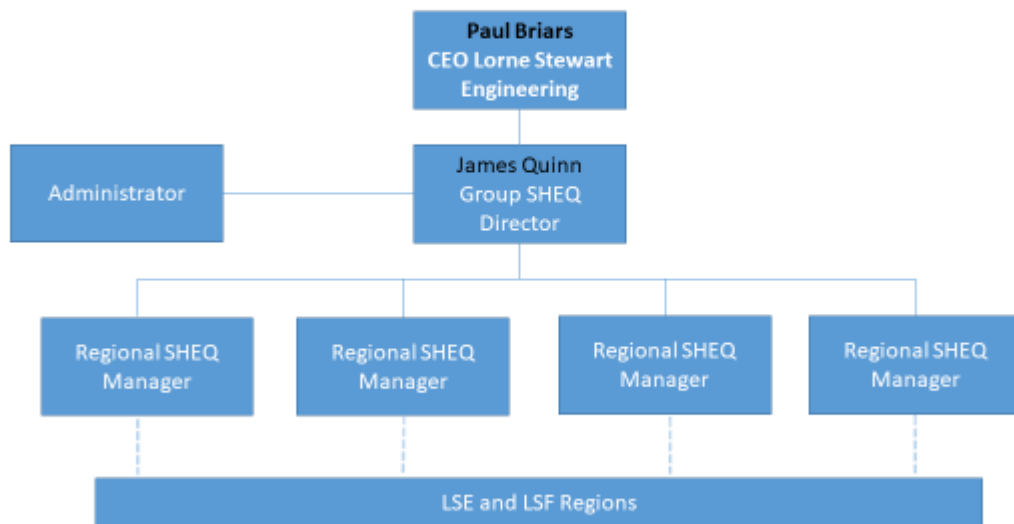 Paul Briars
CEO Lorne Stewart
Engineering
James Quinn
Group SHEQ
Director
Administrator
Regional SHEQ
Manager
Regional SHEQ
Manager
Regional SHEQ
Manager
Regional SHEQ
Manager
LSE and LSF Regions